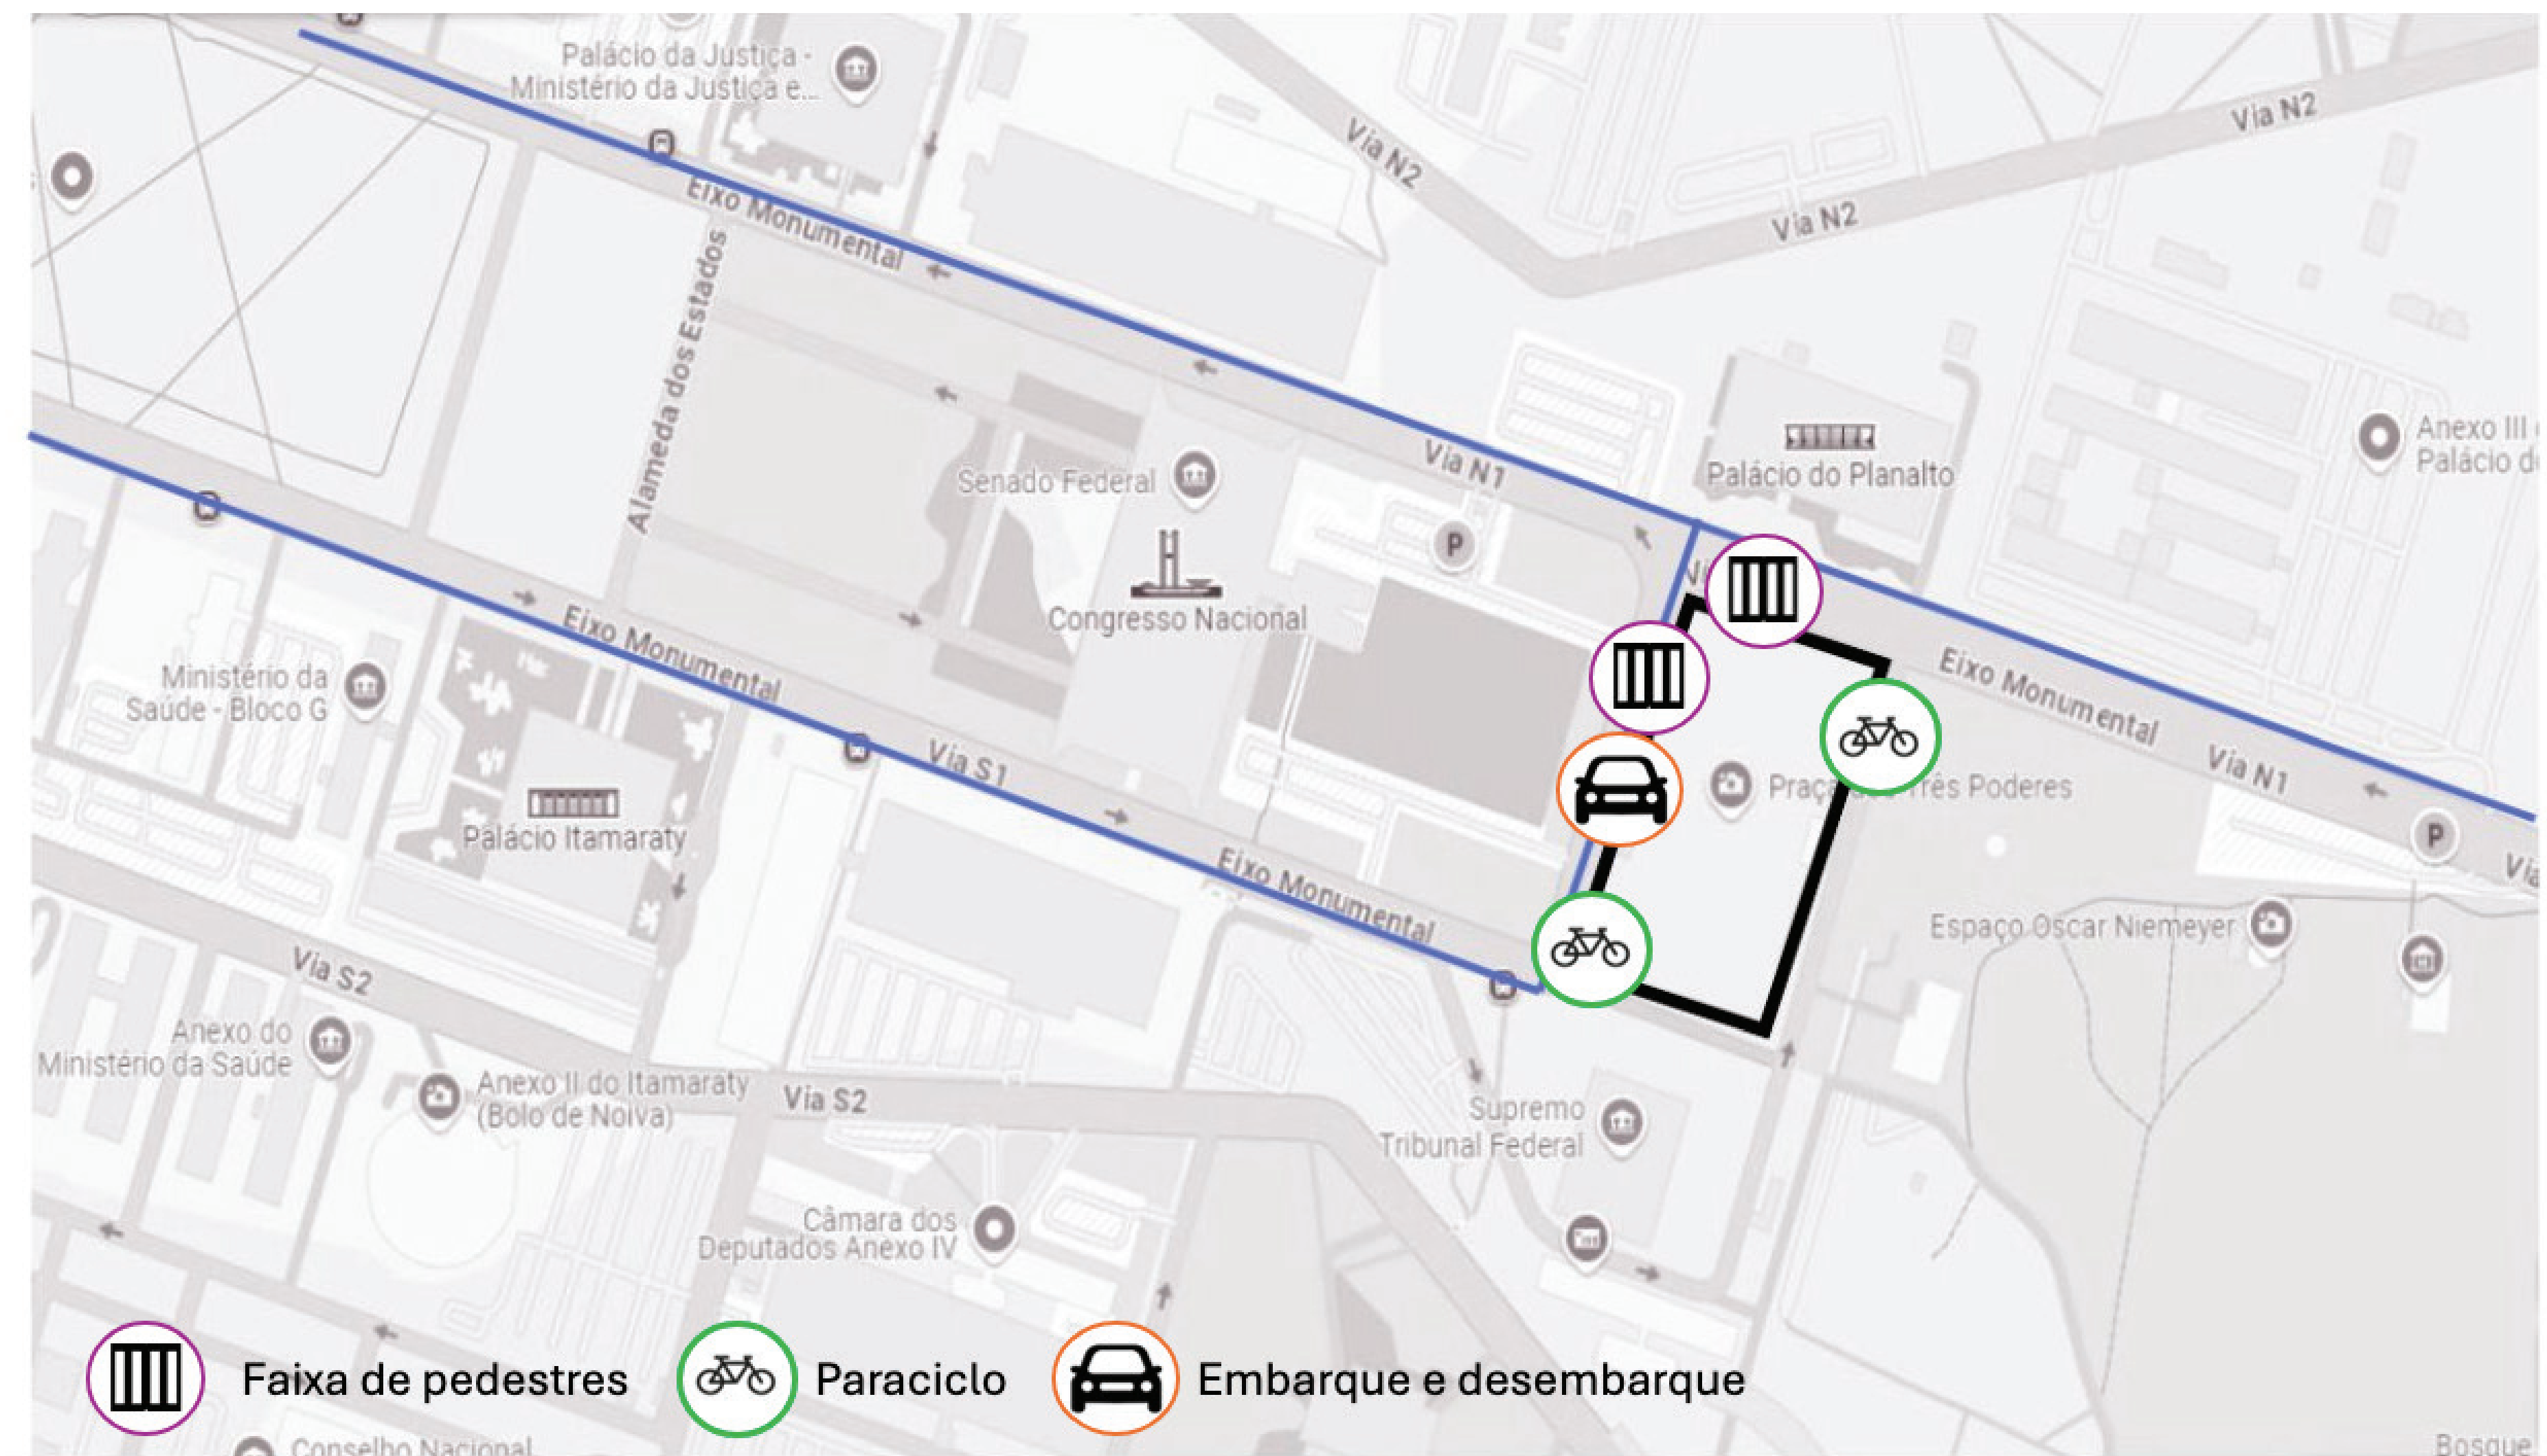 Palácio da Justiça -
Ministério da Justiça e...
Via N2
Via N2
Via N2
Eixo Monumental
Alameda dos Estados
Via N1
Palácio do Planalto
Anexo III
Senado Federal
Congresso Nacional
Eixo Monumental
Ministério da
Saúde - Bloco G
Eixo Monumental
Via N1
P
P
Via S1
Praça
Três Poderes
Palácio Itamaraty
Eixo Monumental
Espaço Oscar Niemeyer
Via S2
Anexo do
Ministério da Saúde
Anexo II do Itamaraty
(Bolo de Noiva)
Via S2
Supremo
Tribunal Federal
Câmara dos
Deputados Anexo IV
Faixa de pedestres
Paraciclo
Embarque e desembarque
Conselho Nacional
Bosque